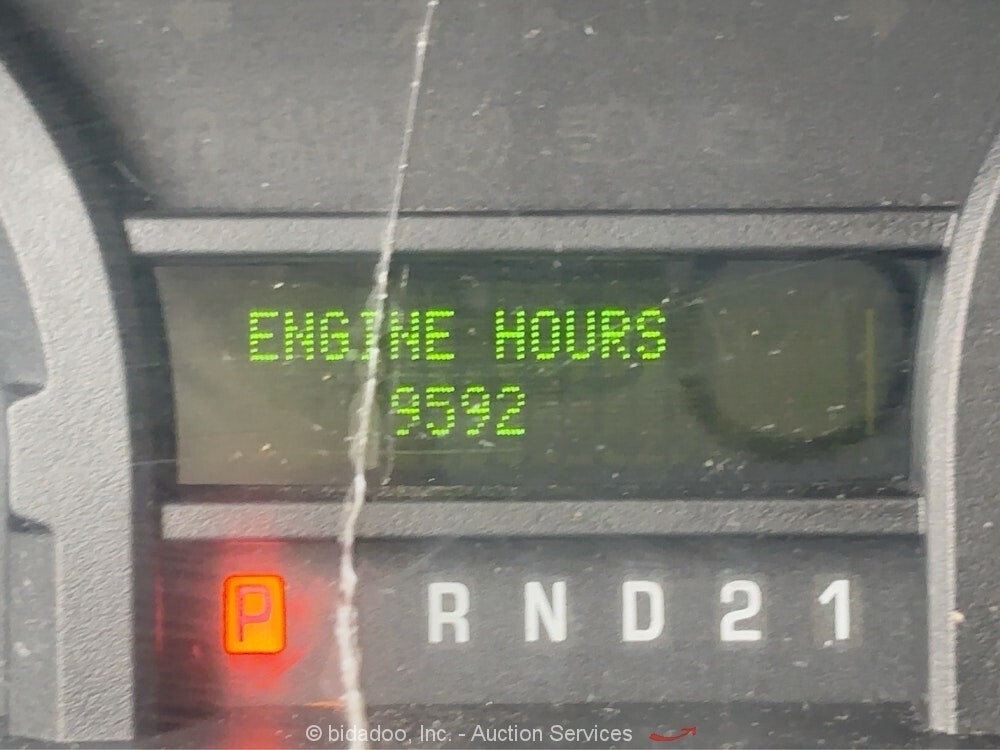 ENGINE HOURS
9592
P R N D 2 1
© bidadoo, Inc. - Auction Services